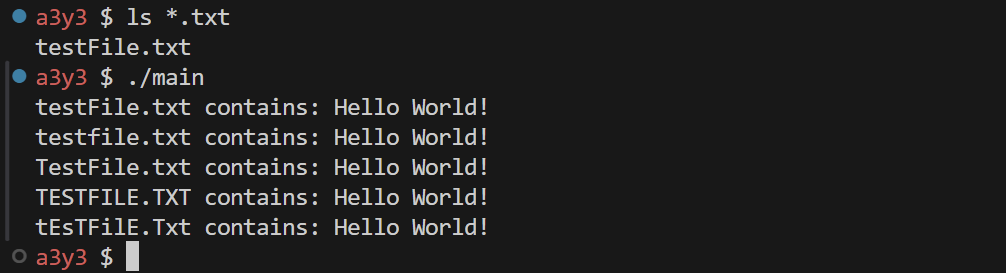 a3y3 $ ls *.txt
testFile.txt
a3y3 $ ./main
testFile.txt contains: Hello World!
testfile.txt contains: Hello World!
TestFile.txt contains: Hello World!
TESTFILE.TXT contains: Hello World!
tEsTFilE.Txt contains: Hello World!
a3y3 $